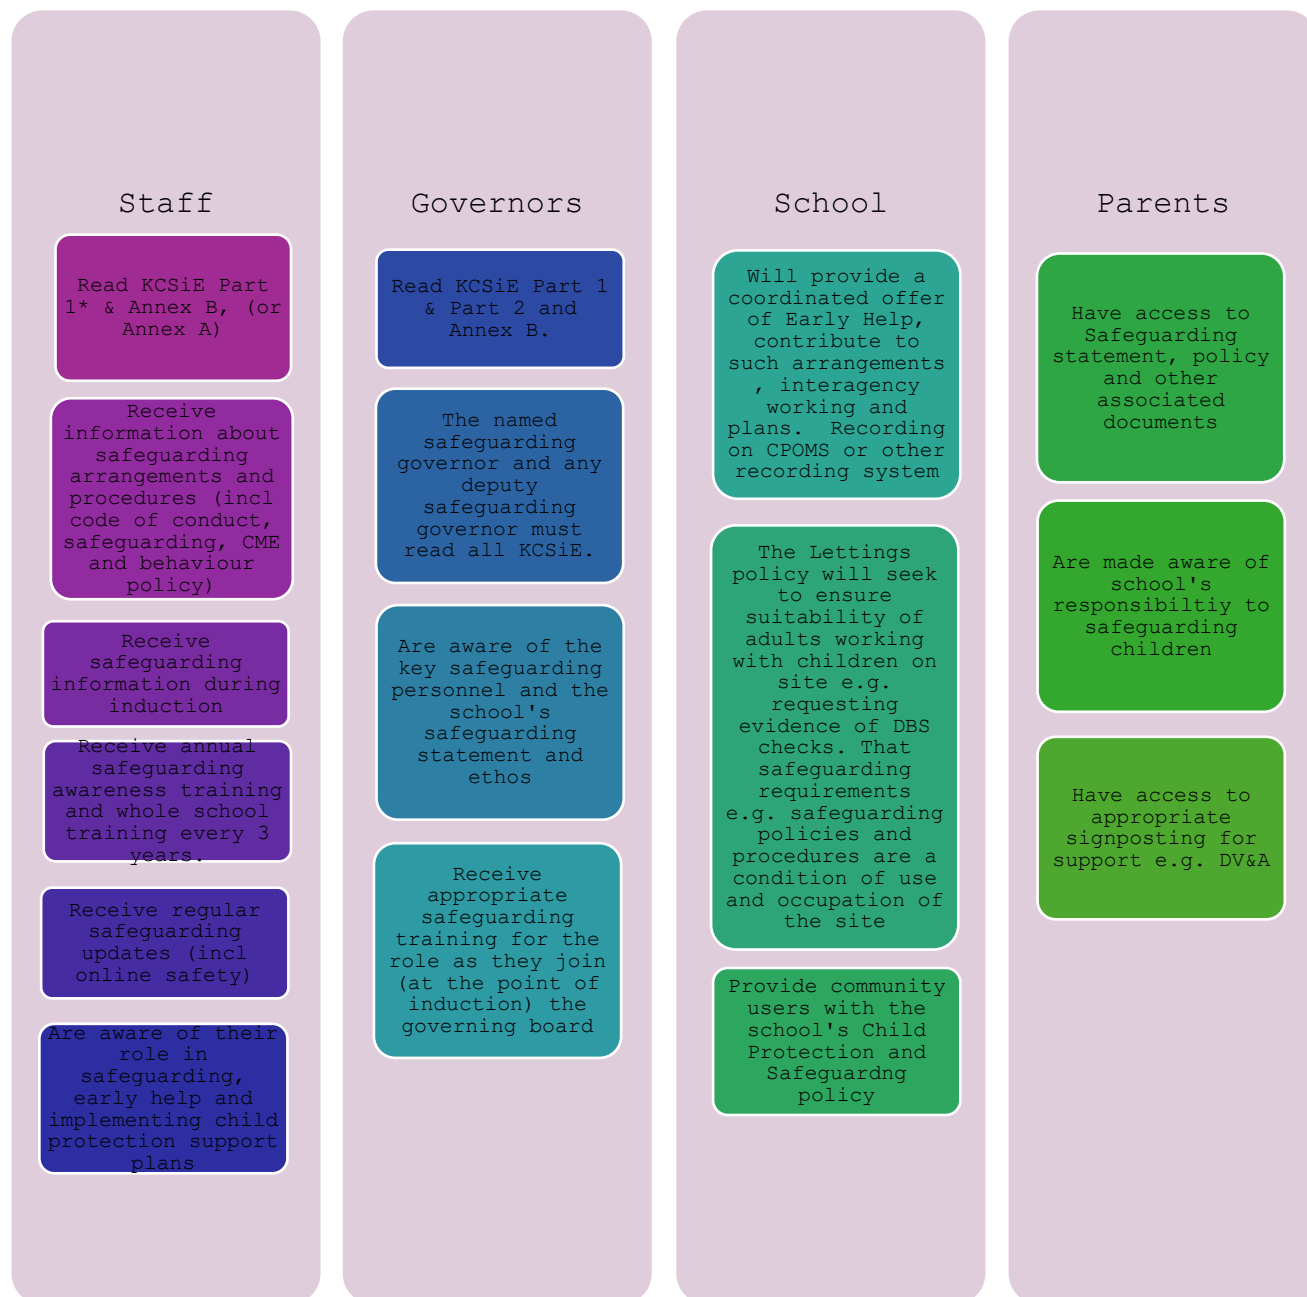 Staff
Read KCSiE Part
1* & Annex B, (or
Annex A)
Receive
information about
safeguarding
arrangements and
procedures (incl
code of conduct,
safeguarding, CME
and behaviour
policy)
Receive
safeguarding
information during
induction
Receive annual
safeguarding
awareness training
and whole school
training every 3
years.
Receive regular
safeguarding
updates (incl
online safety)
Are aware of their
role in
safeguarding,
early help and
implementing child
protection support
plans
Governors
Read KCSiE Part 1
& Part 2 and
Annex B.
The named
safeguarding
governor and any
deputy
safeguarding
governor must
read all KCSiE.
Are aware of the
key safeguarding
personnel and the
school's
safeguarding
statement and
ethos
Receive
appropriate
safeguarding
training for the
role as they join
(at the point of
induction) the
governing board
School
Will provide a
coordinated offer
of Early Help,
contribute to
such arrangements
, interagency
working and
plans. Recording
on CPOMS or other
recording system
The Lettings
policy will seek
to ensure
suitability of
adults working
with children on
site e.g.
requesting
evidence of DBS
checks. That
safeguarding
requirements
e.g. safeguarding
policies and
procedures are a
condition of use
and occupation of
the site
Provide community
users with the
school's Child
Protection and
Safeguardng
policy
Parents
Have access to
Safeguarding
statement, policy
and other
associated
documents
Are made aware of
school's
responsibiltiy to
safeguarding
children
Have access to
appropriate
signposting for
support e.g. DV&A